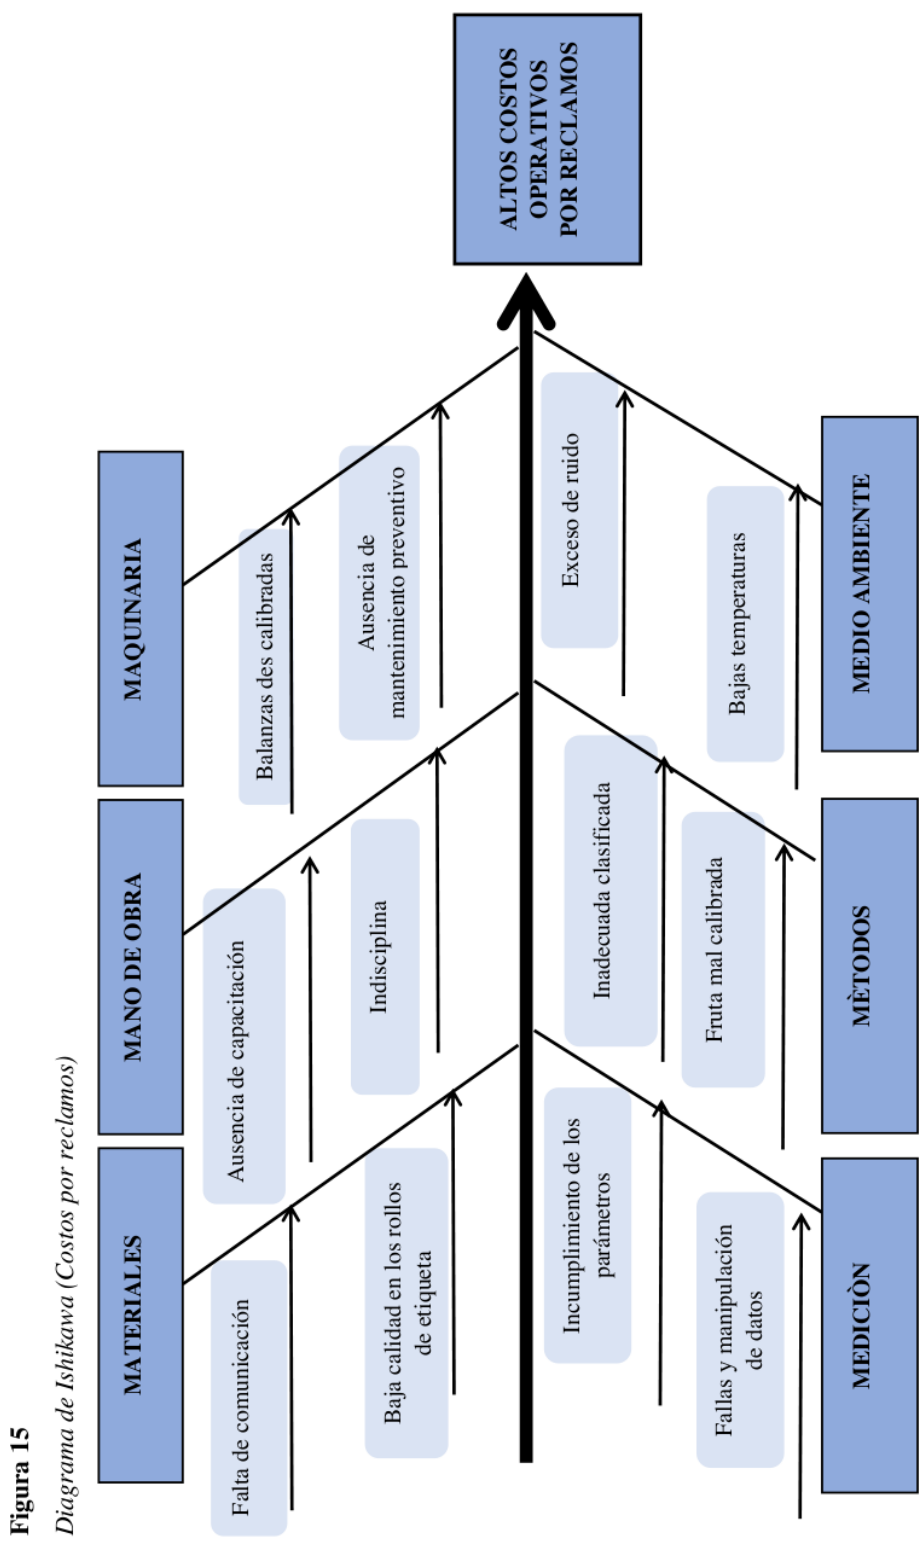 Figura 15
Diagrama de Ishikawa (Costos por reclamos)
MATERIALES
MANO DE OBRA
MAQUINARIA
Falta de comunicación
Ausencia de capacitación
Balanzas des calibradas
Baja calidad en los rollos
de etiqueta
Indisciplina
Ausencia de
mantenimiento preventivo
ALTOS COSTOS
OPERATIVOS
POR RECLAMOS
Incumplimiento de los
parámetros
Inadecuada clasificada
Exceso de ruido
Fallas y manipulación
de datos
Fruta mal calibrada
Bajas temperaturas
MEDICIÒN
MÈTODOS
MEDIO AMBIENTE